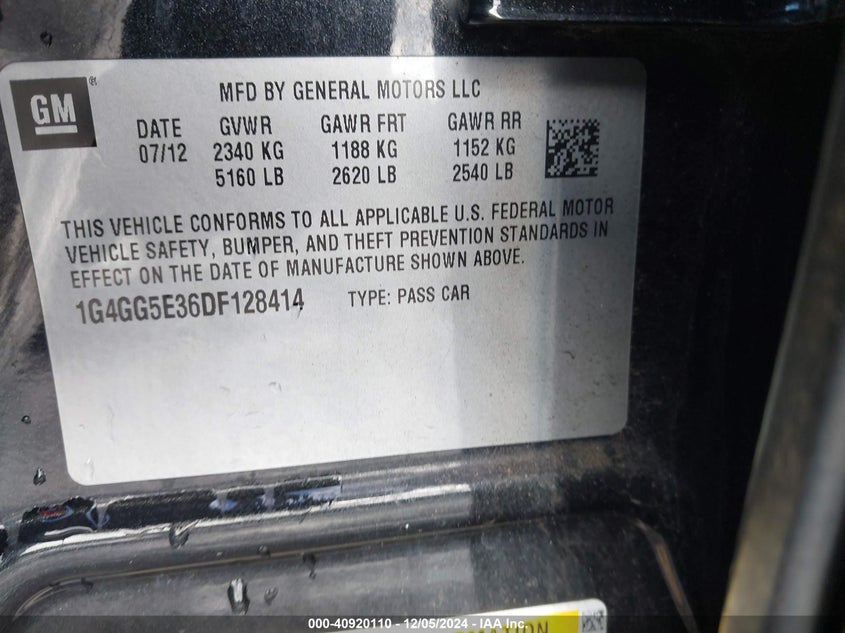 GM
®
MFD BY GENERAL MOTORS LLC
DATE GVWR GAWR FRT GAWR RR
07/12 2340 KG 1188 KG 1152 KG
5160 LB 2620 LB 2540 LB
THIS VEHICLE CONFORMS TO ALL APPLICABLE U.S. FEDERAL MOTOR
VEHICLE SAFETY, BUMPER, AND THEFT PREVENTION STANDARDS IN
EFFECT ON THE DATE OF MANUFACTURE SHOWN ABOVE.
1G4GG5E36DF128414 TYPE: PASS CAR
000-40920110 - 12/05/2024 - IAA Inc.